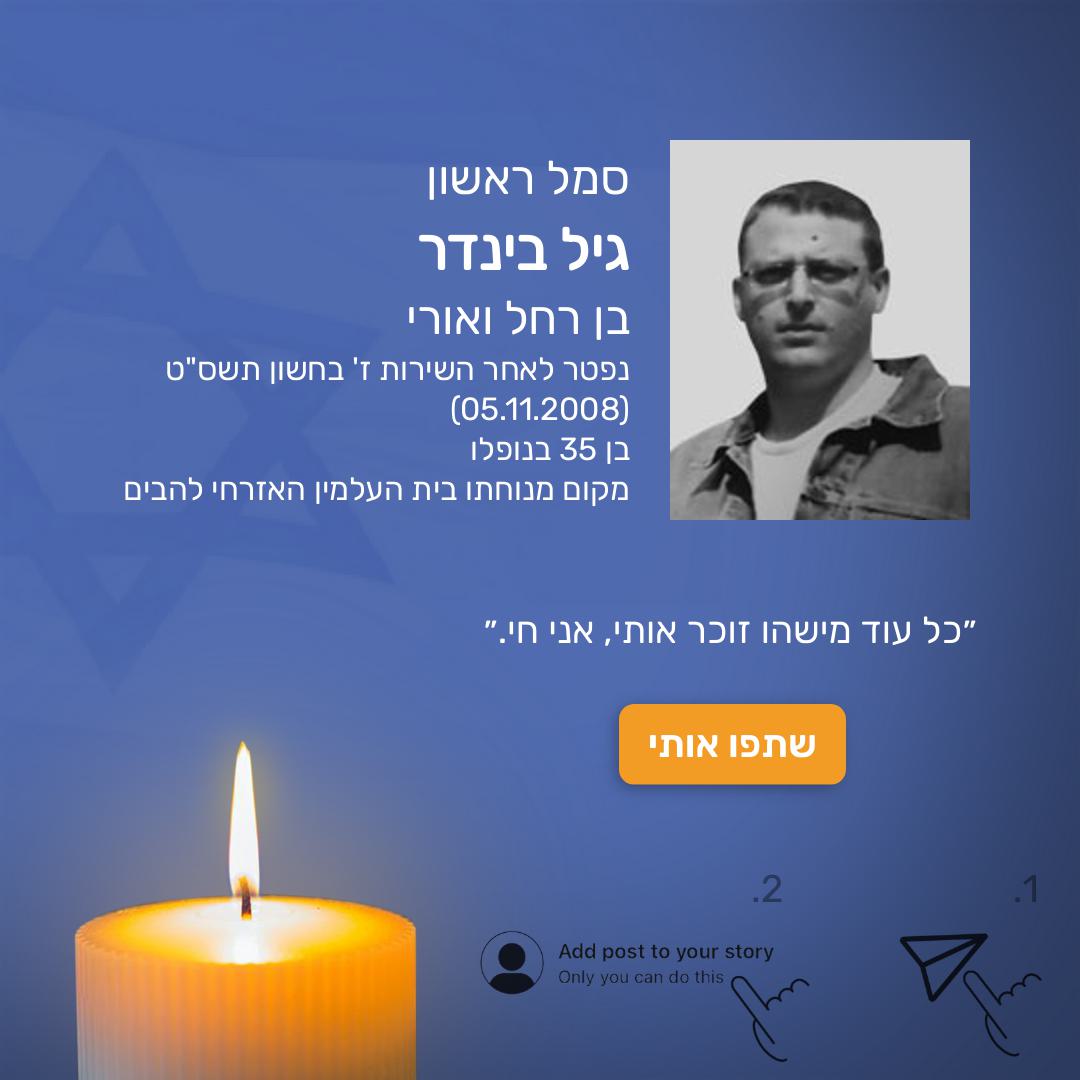 סמל ראשון
גיל בינדר
בן רחל ואורי
נפטר לאחר השירות ז' בחשון תשס"ט
(05.11.2008)
בן 35 בנופלו
מקום מנוחתו בית העלמין האזרחי להבים
״כל עוד מישהו זוכר אותי, אני חי.״
שתפו אותי
.1
.2
Add post to your story
Only you can do this